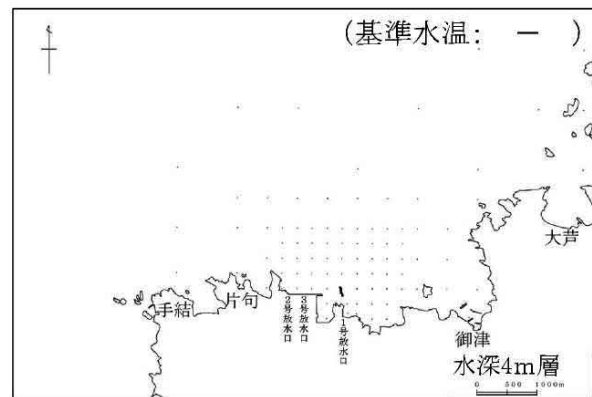 (基準水温： － )
大芦
片句
手結
2号放水口
3号放水口
1号放水口
御津
水深4m層
0 500 1000m